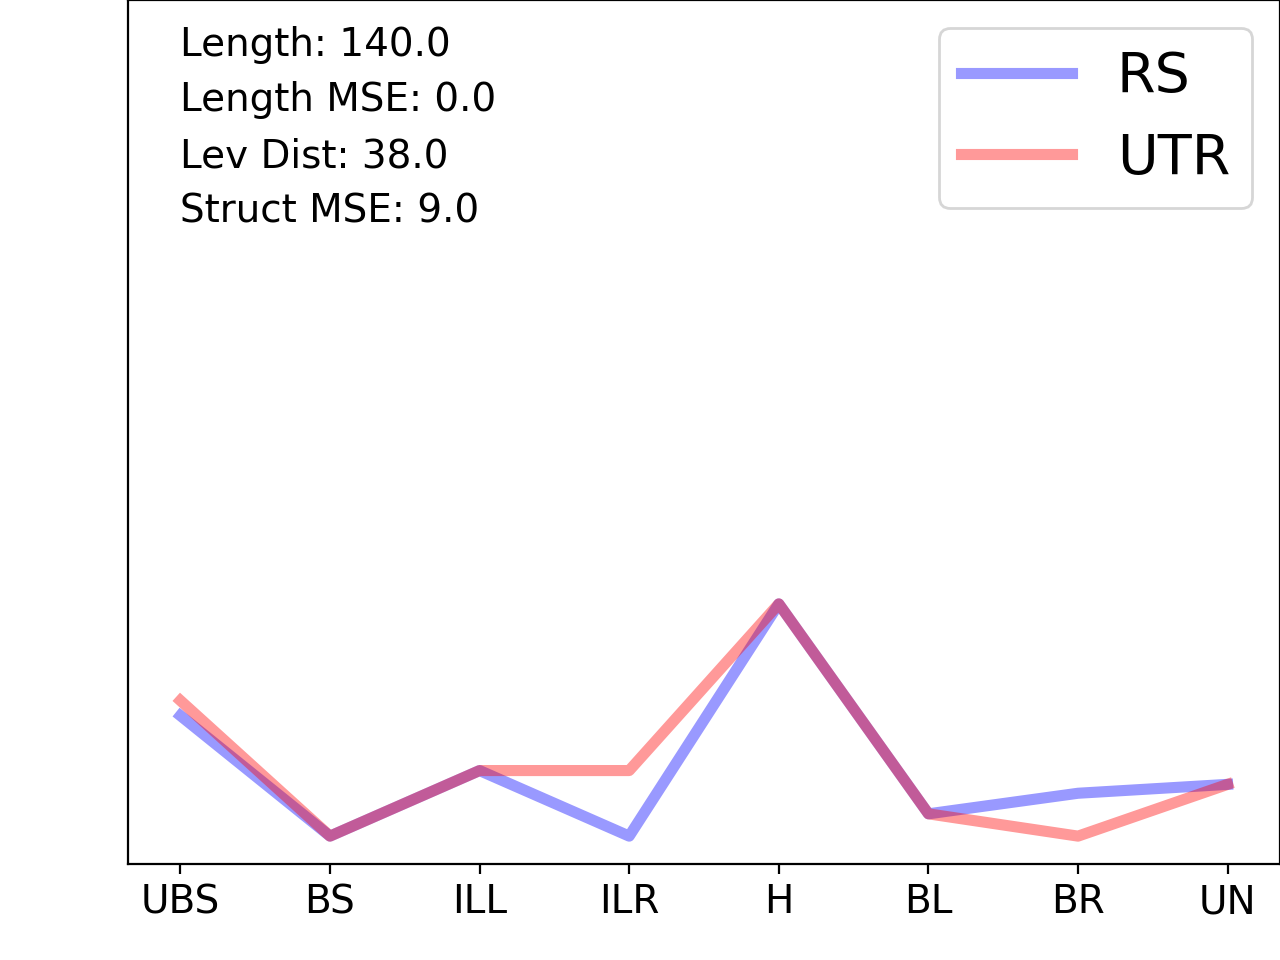 Length: 140.0
Length MSE: 0.0
Lev Dist: 38.0
Struct MSE: 9.0
RS
UTR
UBS BS ILL ILR H BL BR UN